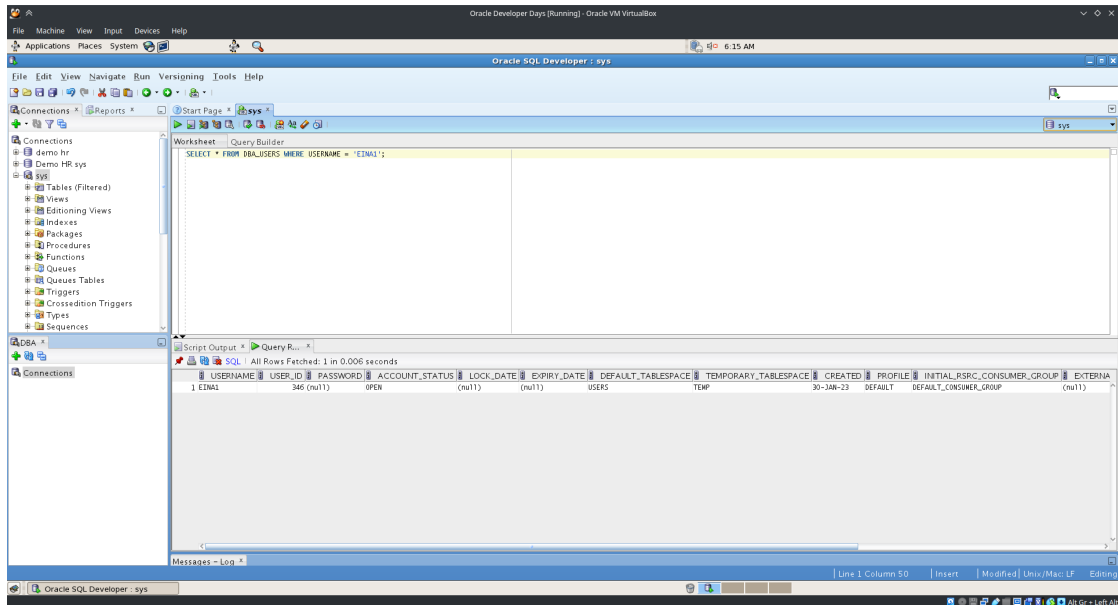 Oracle Developer Days [Running] - Oracle VM VirtualBox
File Machine View Input Devices Help
Applications Places System 6:15 AM
Oracle SQL Developer : sys
File Edit View Navigate Run Versioning Tools Help
Connections Reports Start Page sys
sys
Worksheet Query Builder
SELECT * FROM DBA_USERS WHERE USERNAME = 'EINA1';
Connections
demo hr
Demo HR sys
sys
Tables (Filtered)
Views
Editioning Views
Indexes
Packages
Procedures
Functions
Queues
Queues Tables
Triggers
Crossedition Triggers
Types
Sequences
DBA
Connections
Script Output Query R...
SQL All Rows Fetched: 1 in 0.006 seconds
USERNAME USER_ID PASSWORD ACCOUNT_STATUS LOCK_DATE EXPIRY_DATE DEFAULT_TABLESPACE TEMPORARY_TABLESPACE CREATED PROFILE INITIAL_RSRC_CONSUMER_GROUP EXTERNA
1 EINA1 346 (null) OPEN (null) (null) USERS TEMP 30-JAN-23 DEFAULT DEFAULT_CONSUMER_GROUP (null)
Messages - Log
Line 1 Column 50 Insert Modified Unix/Mac: LF Editing
Oracle SQL Developer : sys
Alt Gr + Left Alt